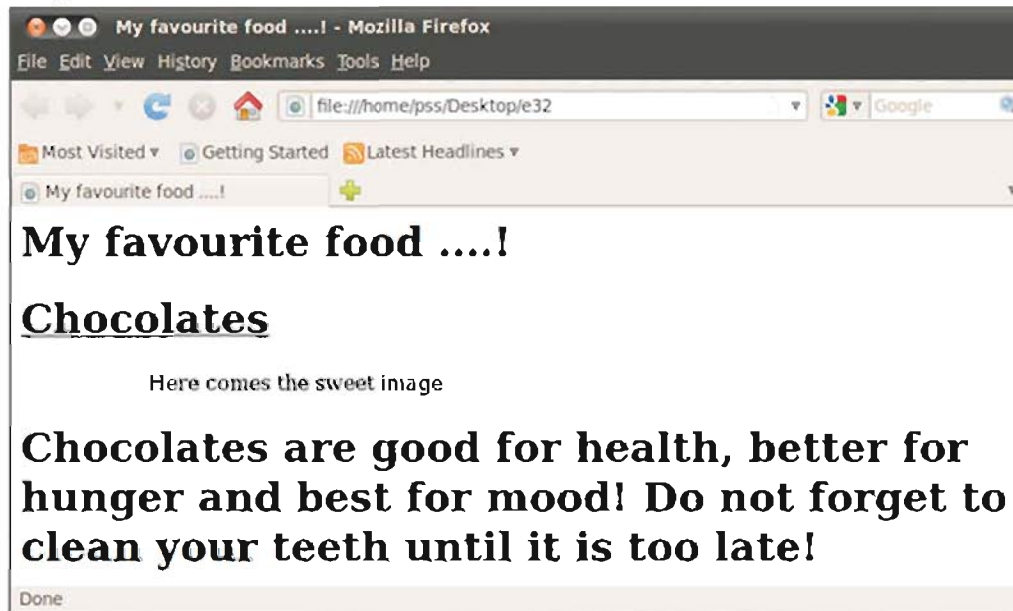 My favourite food ....! - Mozilla Firefox
File Edit View History Bookmarks Tools Help
file:///home/pss/Desktop/e32 Google
Most Visited Getting Started Latest Headlines
My favourite food ....!
My favourite food ....!
Chocolates
Here comes the sweet image
Chocolates are good for health, better for
hunger and best for mood! Do not forget to
clean your teeth until it is too late!
Done